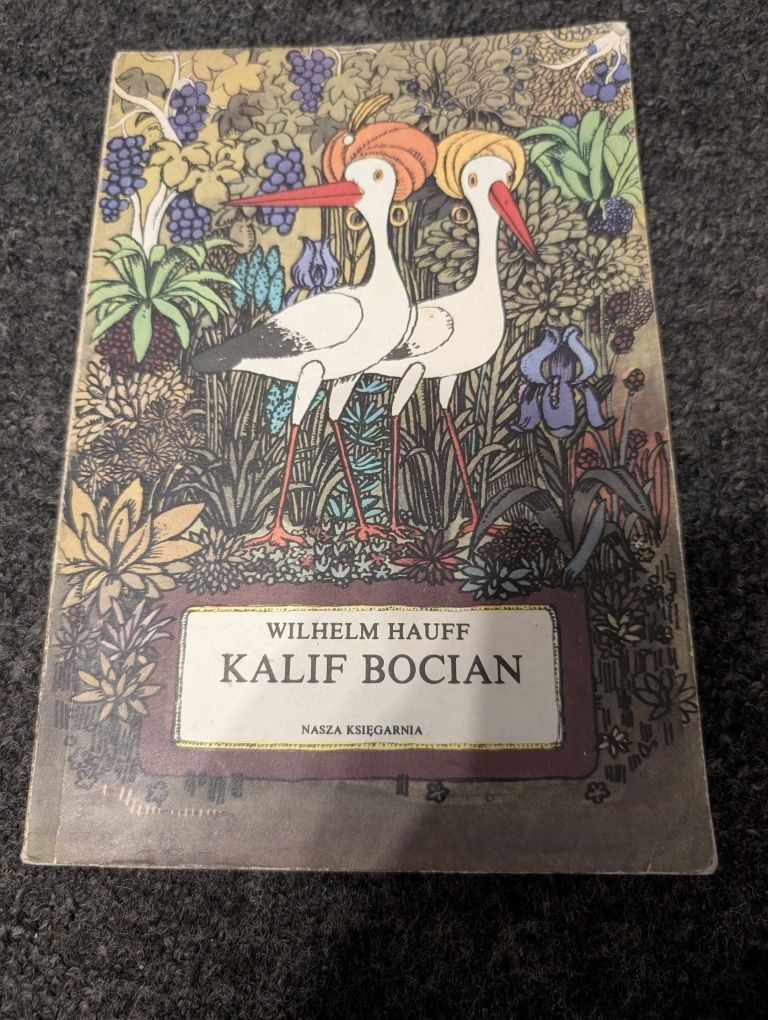 WILHELM HAUFF
KALIF BOCIAN
NASZA KSIĘGARNIA